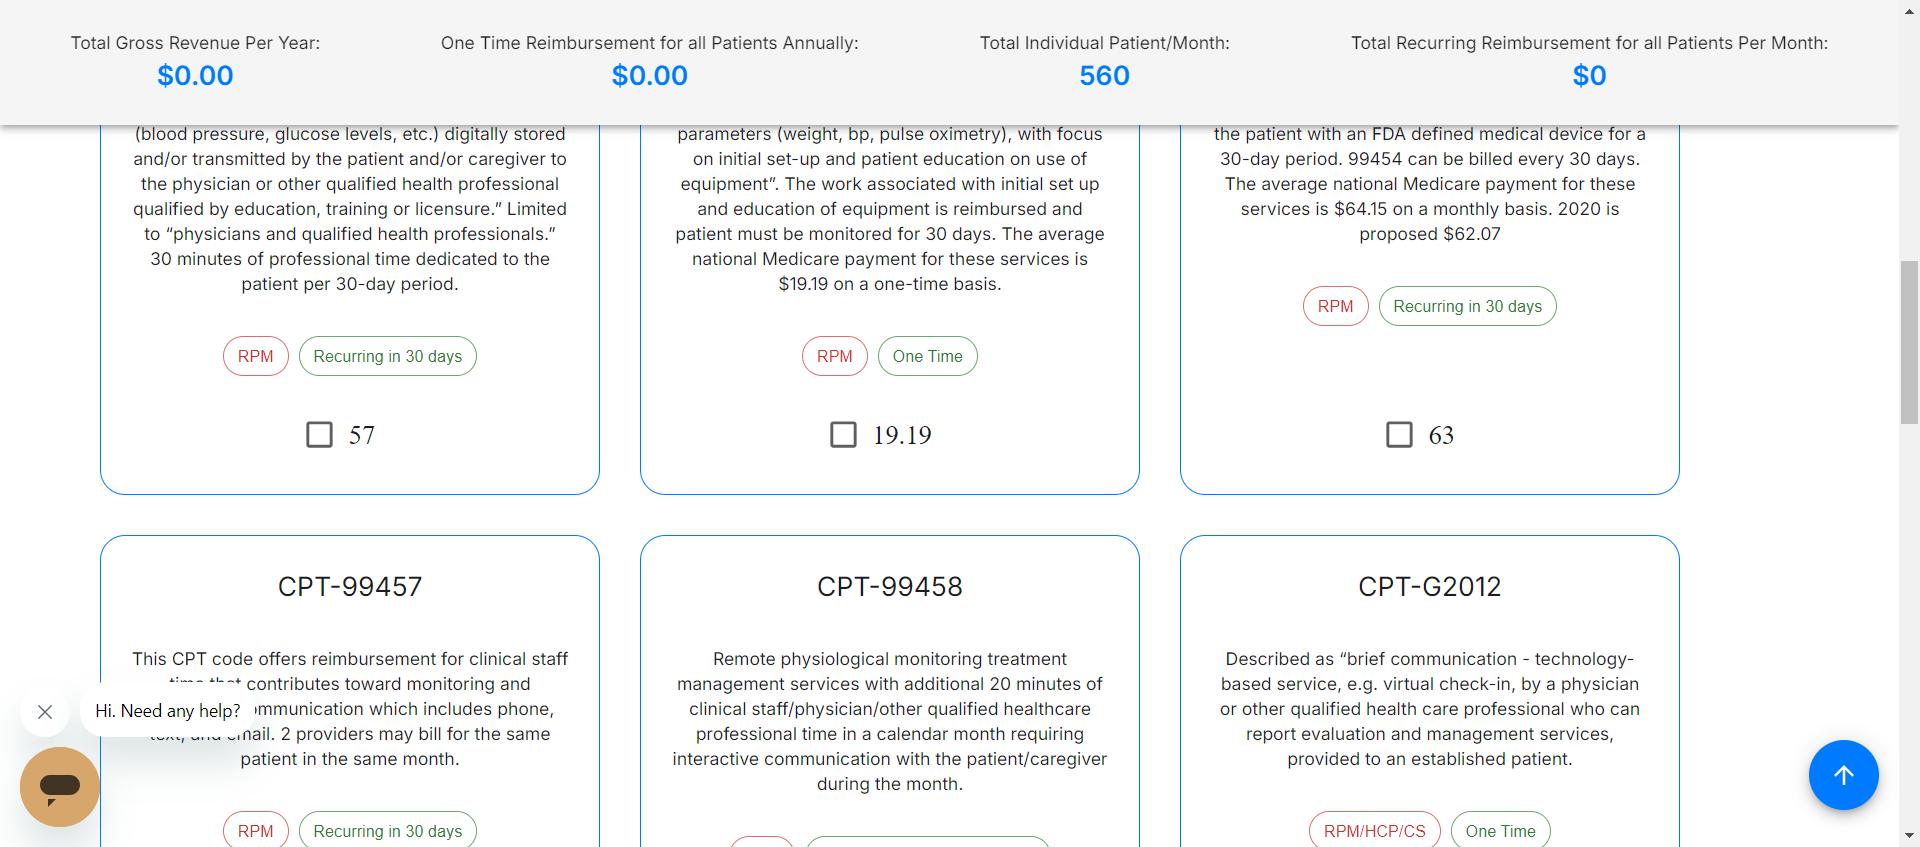 Total Gross Revenue Per Year:
$0.00
One Time Reimbursement for all Patients Annually:
$0.00
Total Individual Patient/Month:
560
Total Recurring Reimbursement for all Patients Per Month:
$0
(blood pressure, glucose levels, etc.) digitally stored
and/or transmitted by the patient and/or caregiver to
the physician or other qualified health professional
qualified by education, training or licensure.” Limited
to “physicians and qualified health professionals.”
30 minutes of professional time dedicated to the
patient per 30-day period.
RPM
Recurring in 30 days
57
parameters (weight, bp, pulse oximetry), with focus
on initial set-up and patient education on use of
equipment”. The work associated with initial set up
and education of equipment is reimbursed and
patient must be monitored for 30 days. The average
national Medicare payment for these services is
$19.19 on a one-time basis.
RPM
One Time
19.19
the patient with an FDA defined medical device for a
30-day period. 99454 can be billed every 30 days.
The average national Medicare payment for these
services is $64.15 on a monthly basis. 2020 is
proposed $62.07
RPM
Recurring in 30 days
63
CPT-99457
This CPT code offers reimbursement for clinical staff
contributes toward monitoring and
which includes phone,
2 providers may bill for the same
patient in the same month.
RPM
Recurring in 30 days
CPT-99458
Remote physiological monitoring treatment
management services with additional 20 minutes of
clinical staff/physician/other qualified healthcare
professional time in a calendar month requiring
interactive communication with the patient/caregiver
during the month.
CPT-G2012
Described as “brief communication - technology-
based service, e.g. virtual check-in, by a physician
or other qualified health care professional who can
report evaluation and management services,
provided to an established patient.
RPM/HCP/CS
One Time
Hi. Need any help?